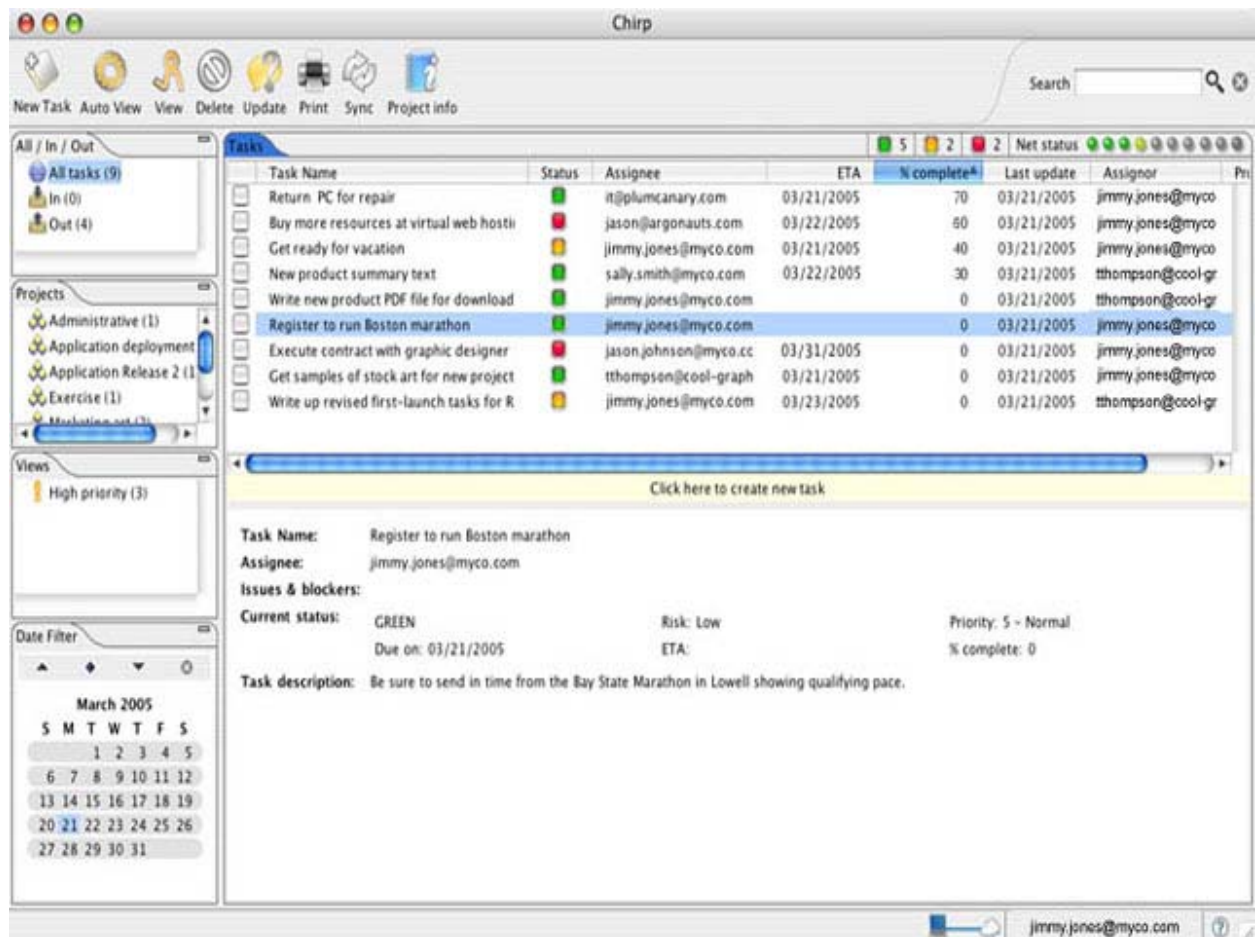 Chirp
New Task Auto View View Delete Update Print Sync Project info
Search
All / In / Out
All tasks (9)
In (0)
Out (4)
Projects
Administrative (1)
Application deployment
Application Release 2 (1
Exercise (1)
Marketing art (2)
Views
High priority (3)
Date Filter
March 2005
S M T W T F S
1 2 3 4 5
6 7 8 9 10 11 12
13 14 15 16 17 18 19
20 21 22 23 24 25 26
27 28 29 30 31
Tasks 5 2 2 Net status
Task Name Status Assignee ETA % complete Last update Assignor Pri
Return PC for repair it@plumcanary.com 03/21/2005 70 03/21/2005 jimmy.jones@myco
Buy more resources at virtual web hostin jason@argonauts.com 03/22/2005 60 03/21/2005 jimmy.jones@myco
Get ready for vacation jimmy.jones@myco.com 03/21/2005 40 03/21/2005 jimmy.jones@myco
New product summary text sally.smith@myco.com 03/22/2005 30 03/21/2005 tthompson@cool-gr
Write new product PDF file for download jimmy.jones@myco.com 0 03/21/2005 tthompson@cool-gr
Register to run Boston marathon jimmy.jones@myco.com 0 03/21/2005 jimmy.jones@myco
Execute contract with graphic designer jason.johnson@myco.cc 03/31/2005 0 03/21/2005 jimmy.jones@myco
Get samples of stock art for new project tthompson@cool-graph 03/21/2005 0 03/21/2005 jimmy.jones@myco
Write up revised first-launch tasks for R jimmy.jones@myco.com 03/23/2005 0 03/21/2005 tthompson@cool-gr
Click here to create new task
Task Name: Register to run Boston marathon
Assignee: jimmy.jones@myco.com
Issues & blockers:
Current status: GREEN Risk: Low Priority: 5 - Normal
Due on: 03/21/2005 ETA: % complete: 0
Task description: Be sure to send in time from the Bay State Marathon in Lowell showing qualifying pace.
jimmy.jones@myco.com